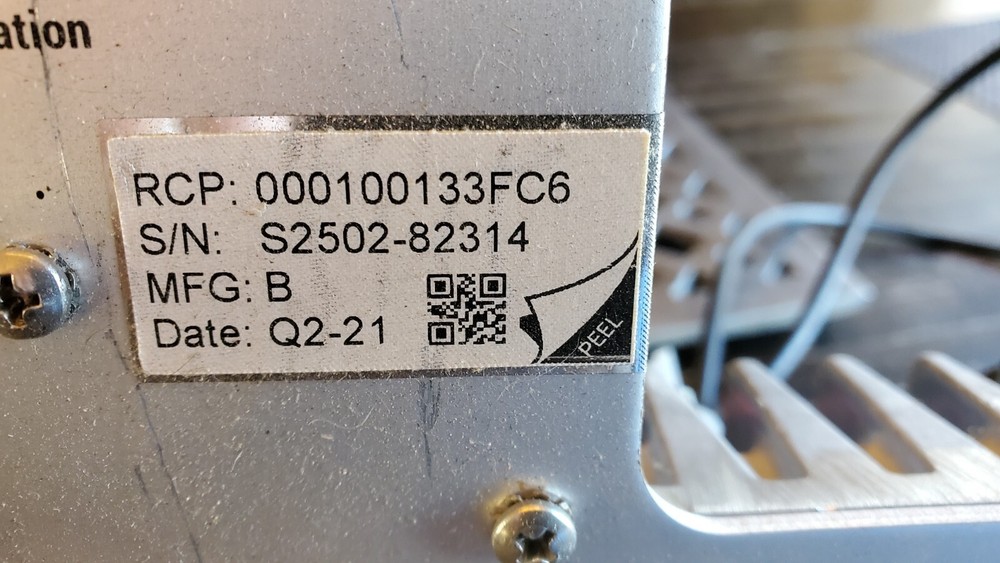 ation
RCP: 000100133FC6
S/N: S2502-82314
MFG: B
Date: Q2-21
PEEL